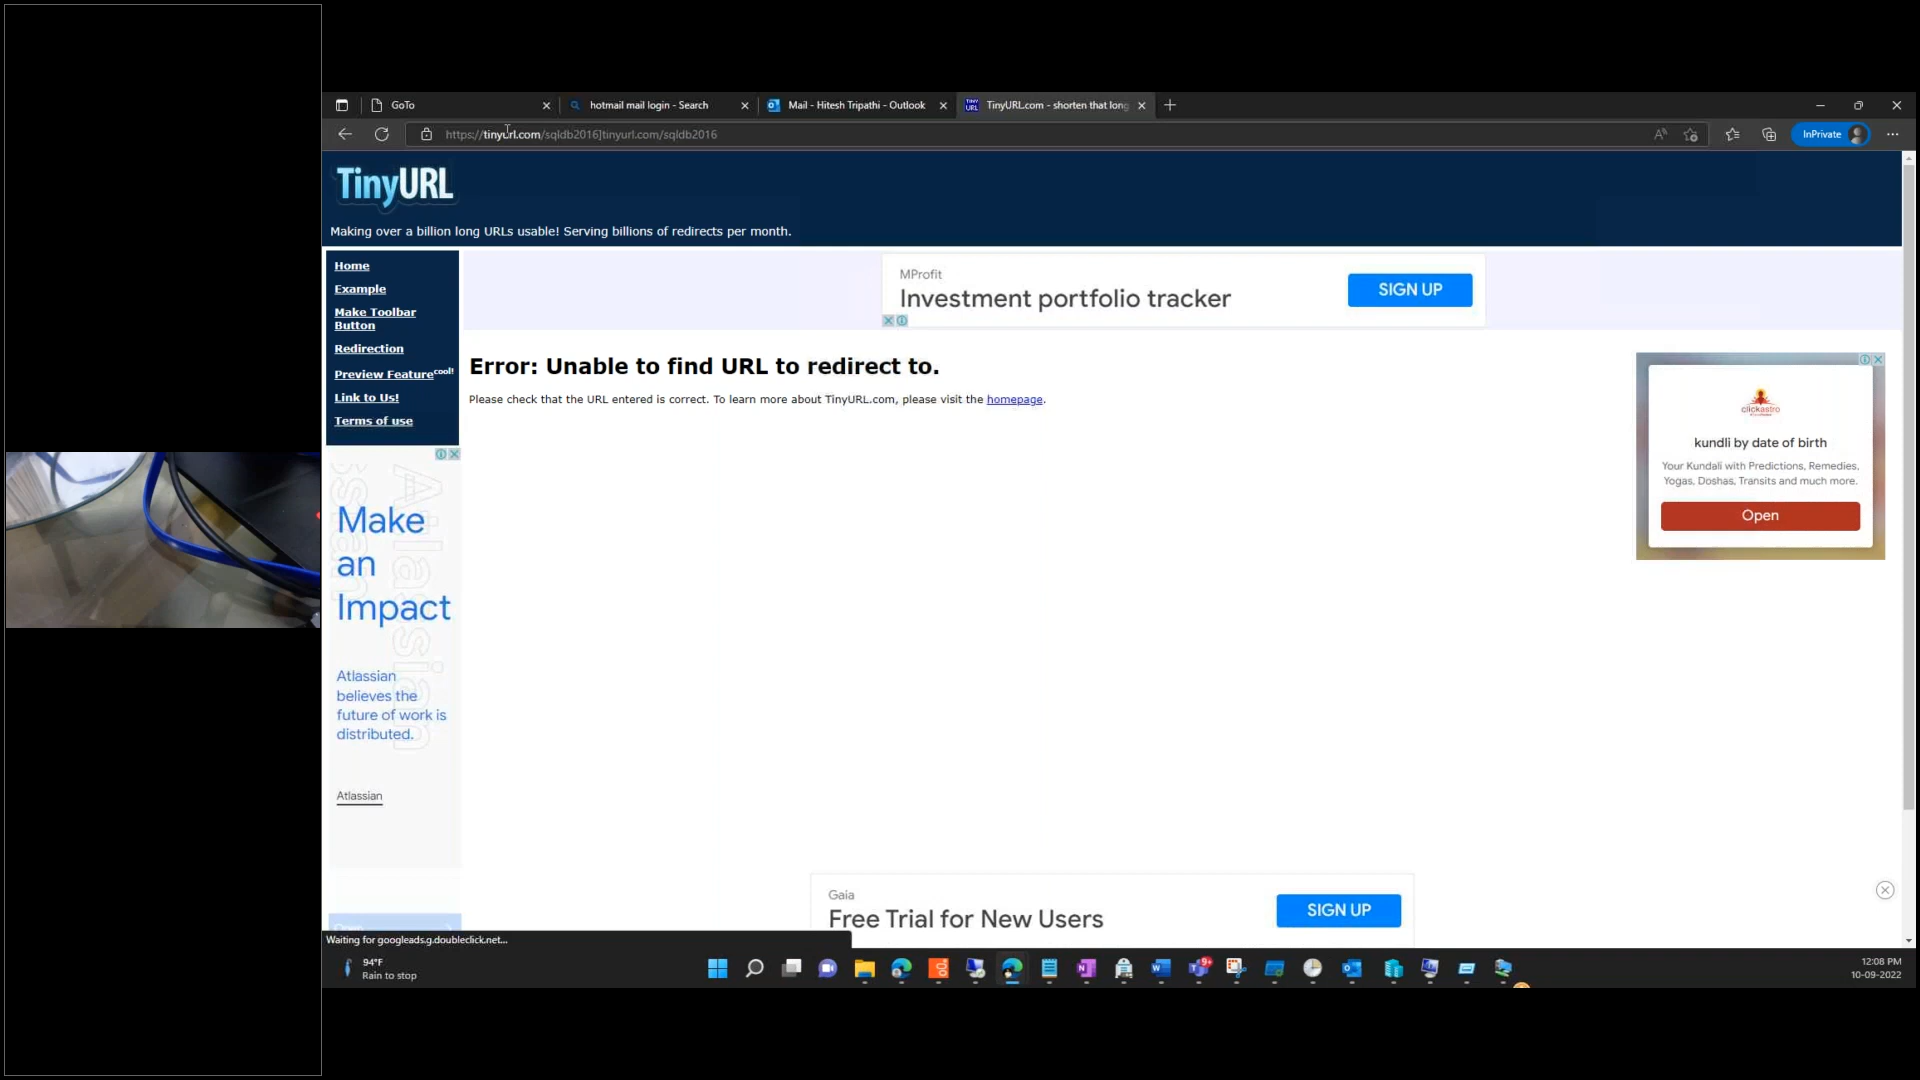 GoTo
hotmail mail login - Search
Mail - Hitesh Tripathi - Outlook
TinyURL.com - shorten that long
https://tinyurl.com/sqldb2016]tinyurl.com/sqldb2016
InPrivate
TinyURL
Making over a billion long URLs usable! Serving billions of redirects per month.
Home
Example
Make Toolbar
Button
Redirection
Preview Feature cool!
Link to Us!
Terms of use
MProfit
Investment portfolio tracker
SIGN UP
Error: Unable to find URL to redirect to.
Please check that the URL entered is correct. To learn more about TinyURL.com, please visit the homepage.
clickastro
kundli by date of birth
Your Kundali with Predictions, Remedies,
Yogas, Doshas, Transits and much more.
Open
Make
an
Impact
Atlassian
believes the
future of work is
distributed.
Atlassian
Gaia
Free Trial for New Users
SIGN UP
Waiting for googleads.g.doubleclick.net...
94°F
Rain to stop
12:08 PM
10-09-2022